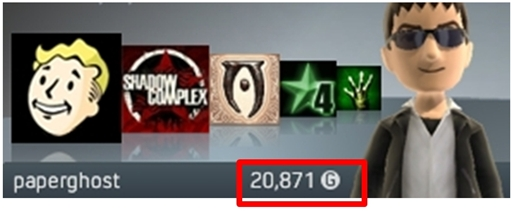 SHADOW
COMPLEX
4
paperghost
20,871 G